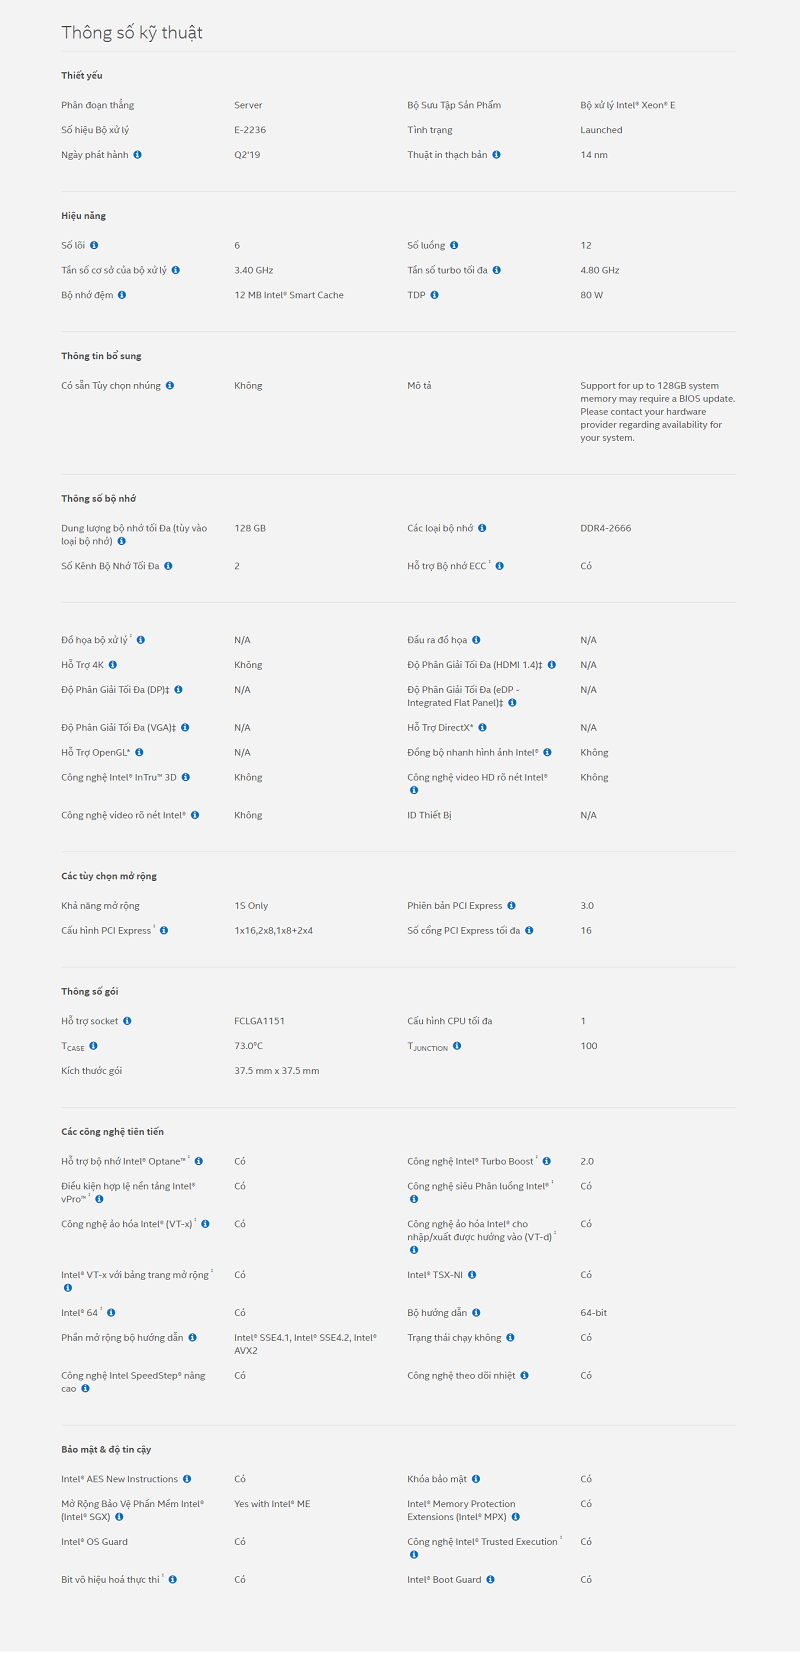 Thông số kỹ thuật
Thiết yếu
Phân đoạn thẳng Server Bộ Sưu Tập Sản Phẩm Bộ xử lý Intel® Xeon® E
Số hiệu Bộ xử lý E-2236 Tình trạng Launched
Ngày phát hành Q2'19 Thuật in thạch bản 14 nm
Hiệu năng
Số lõi 6 Số luồng 12
Tần số cơ sở của bộ xử lý 3.40 GHz Tần số turbo tối đa 4.80 GHz
Bộ nhớ đệm 12 MB Intel® Smart Cache TDP 80 W
Thông tin bổ sung
Có sẵn Tùy chọn nhúng Không Mô tả Support for up to 128GB system
memory may require a BIOS update.
Please contact your hardware
provider regarding availability for
your system.
Thông số bộ nhớ
Dung lượng bộ nhớ tối Đa (tùy vào 128 GB Các loại bộ nhớ DDR4-2666
loại bộ nhớ)
Số Kênh Bộ Nhớ Tối Đa 2 Hỗ trợ Bộ nhớ ECC ‡ Có
Đồ họa bộ xử lý ‡ N/A Đầu ra đồ họa N/A
Hỗ Trợ 4K Không Độ Phân Giải Tối Đa (HDMI 1.4)‡ N/A
Độ Phân Giải Tối Đa (DP)‡ N/A Độ Phân Giải Tối Đa (eDP - N/A
Integrated Flat Panel)‡
Độ Phân Giải Tối Đa (VGA)‡ N/A Hỗ Trợ DirectX* N/A
Hỗ Trợ OpenGL* N/A Đồng bộ nhanh hình ảnh Intel® Không
Công nghệ Intel® InTru™ 3D Không Công nghệ video HD rõ nét Intel® Không
Công nghệ video rõ nét Intel® Không ID Thiết Bị N/A
Các tùy chọn mở rộng
Khả năng mở rộng 1S Only Phiên bản PCI Express 3.0
Cấu hình PCI Express ‡ 1x16,2x8,1x8+2x4 Số cổng PCI Express tối đa 16
Thông số gói
Hỗ trợ socket FCLGA1151 Cấu hình CPU tối đa 1
TCASE 73.0°C TJUNCTION 100
Kích thước gói 37.5 mm x 37.5 mm
Các công nghệ tiên tiến
Hỗ trợ bộ nhớ Intel® Optane™ ‡ Có Công nghệ Intel® Turbo Boost ‡ 2.0
Điều kiện hợp lệ nền tảng Intel® Có Công nghệ siêu Phân luồng Intel® ‡ Có
vPro™ ‡
Công nghệ ảo hóa Intel® (VT-x) ‡ Có Công nghệ ảo hóa Intel® cho Có
nhập/xuất được hướng vào (VT-d) ‡
Intel® VT-x với bảng trang mở rộng ‡ Có Intel® TSX-NI Có
Intel® 64 ‡ Có Bộ hướng dẫn 64-bit
Phần mở rộng bộ hướng dẫn Intel® SSE4.1, Intel® SSE4.2, Intel® Trạng thái chạy không Có
AVX2
Công nghệ Intel SpeedStep® nâng Có Công nghệ theo dõi nhiệt Có
cao
Bảo mật & độ tin cậy
Intel® AES New Instructions Có Khóa bảo mật Có
Mở Rộng Bảo Vệ Phần Mềm Intel® Yes with Intel® ME Intel® Memory Protection Có
(Intel® SGX) Extensions (Intel® MPX)
Intel® OS Guard Có Công nghệ Intel® Trusted Execution ‡ Có
Bit vô hiệu hoá thực thi ‡ Có Intel® Boot Guard Có